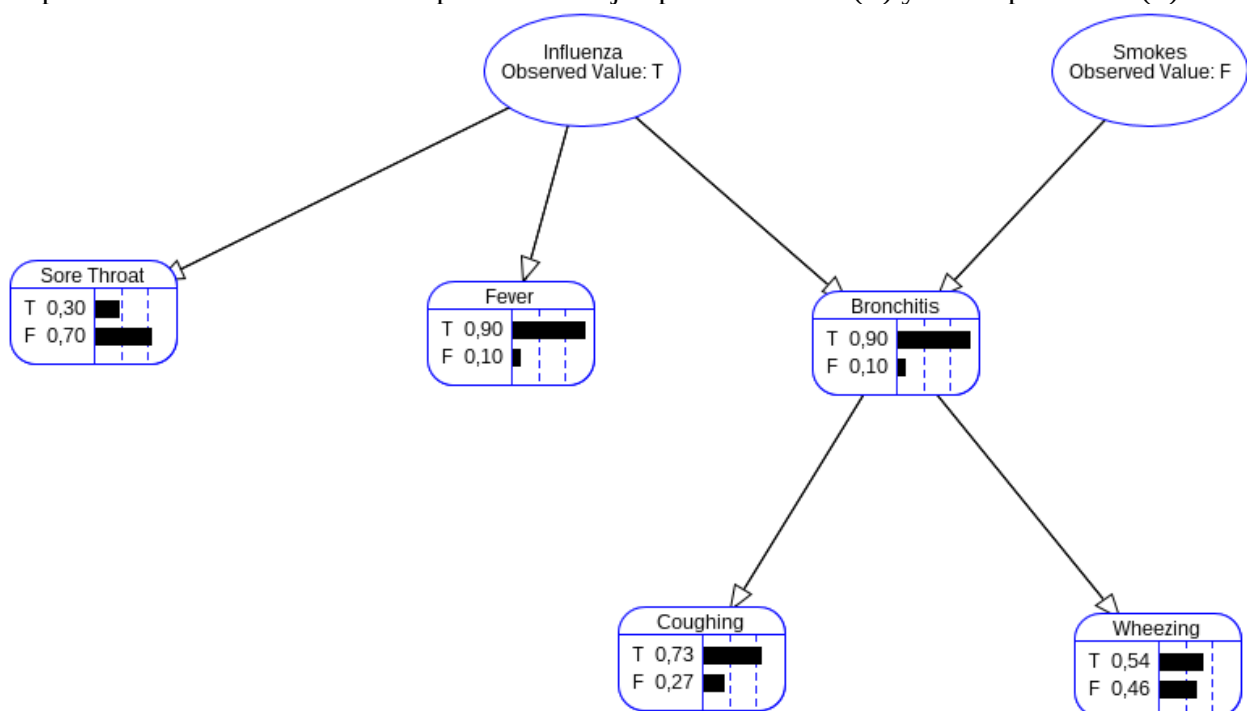 Influenza
Observed Value: T
Smokes
Observed Value: F
Sore Throat
T 0,30
F 0,70
Fever
T 0,90
F 0,10
Bronchitis
T 0,90
F 0,10
Coughing
T 0,73
F 0,27
Wheezing
T 0,54
F 0,46